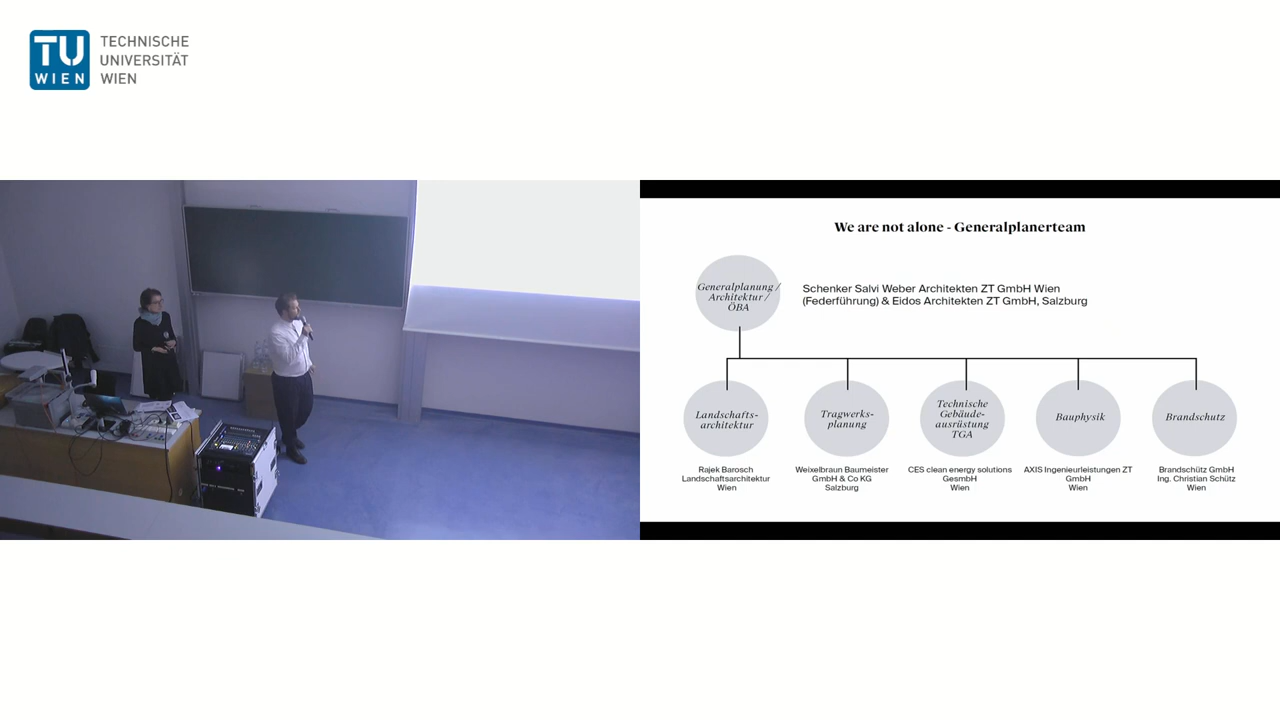 TU
WIEN
TECHNISCHE
UNIVERSITÄT
WIEN
We are not alone - Generalplanerteam
Generalplanung /
Architektur /
ÖBA
Schenker Salvi Weber Architekten ZT GmbH Wien
(Federführung) & Eidos Architekten ZT GmbH, Salzburg
Landschafts-
architektur
Tragwerks-
planung
Technische
Gebäude-
ausrüstung
TGA
Bauphysik
Brandschutz
Rajek Barosch
Landschaftsarchitektur
Wien
Weixelbraun Baumeister
GmbH & Co KG
Salzburg
CES clean energy solutions
GesmbH
Wien
AXIS Ingenieurleistungen ZT
GmbH
Wien
Brandschütz GmbH
Ing. Christian Schütz
Wien